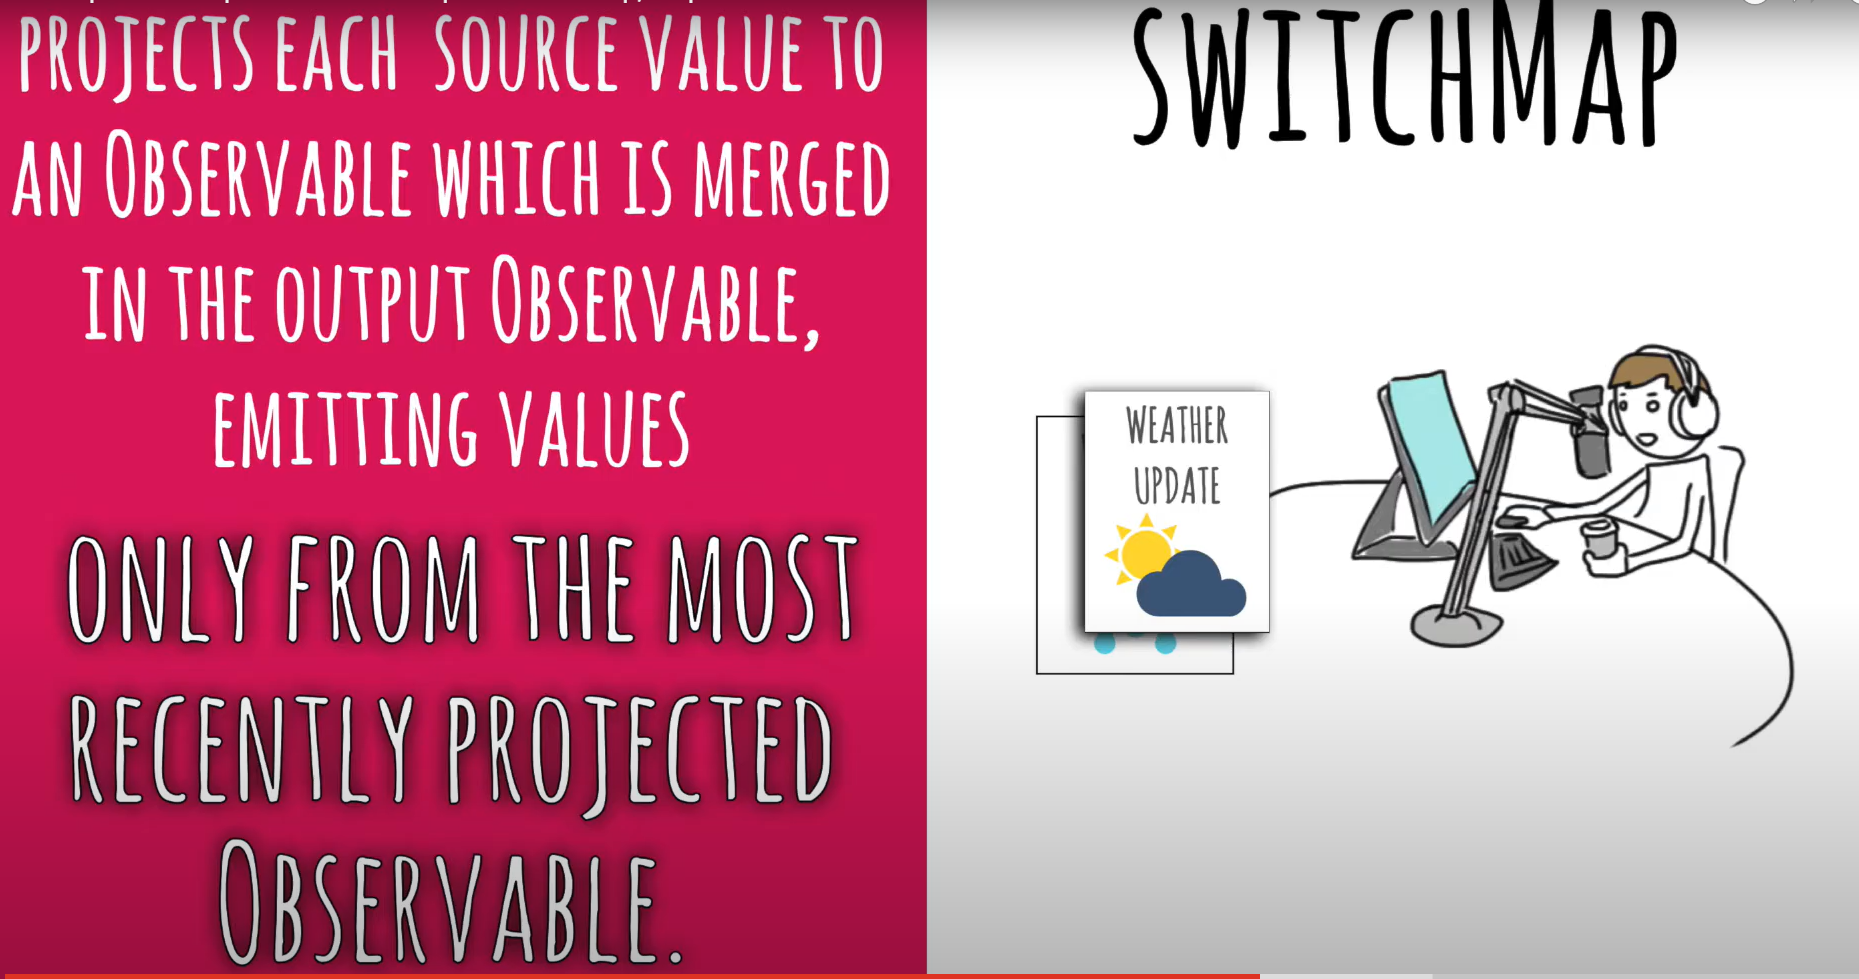 PROJECTS EACH SOURCE VALUE TO
AN OBSERVABLE WHICH IS MERGED
IN THE OUTPUT OBSERVABLE,
EMITTING VALUES
ONLY FROM THE MOST
RECENTLY PROJECTED
OBSERVABLE.
SWITCHMAP
WEATHER
UPDATE